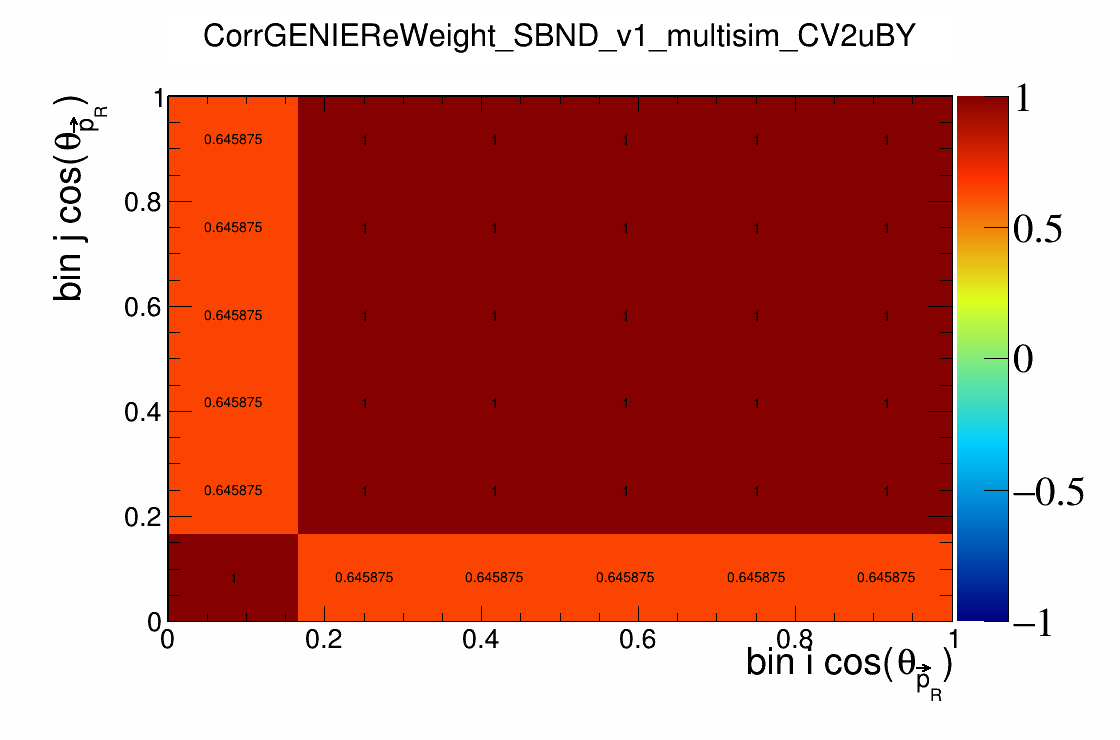 CorrGENIEReWeight_SBND_v1_multisim_CV2uBY
bin j cos(θ_p⃗_R)
1
0.8
0.6
0.4
0.2
0
0.645875 1 1 1 1 1
0.645875 1 1 1 1 1
0.645875 1 1 1 1 1
0.645875 1 1 1 1 1
0.645875 1 1 1 1 1
1 0.645875 0.645875 0.645875 0.645875 0.645875
0 0.2 0.4 0.6 0.8 1
bin i cos(θ_p⃗_R)
1
0.5
0
−0.5
−1